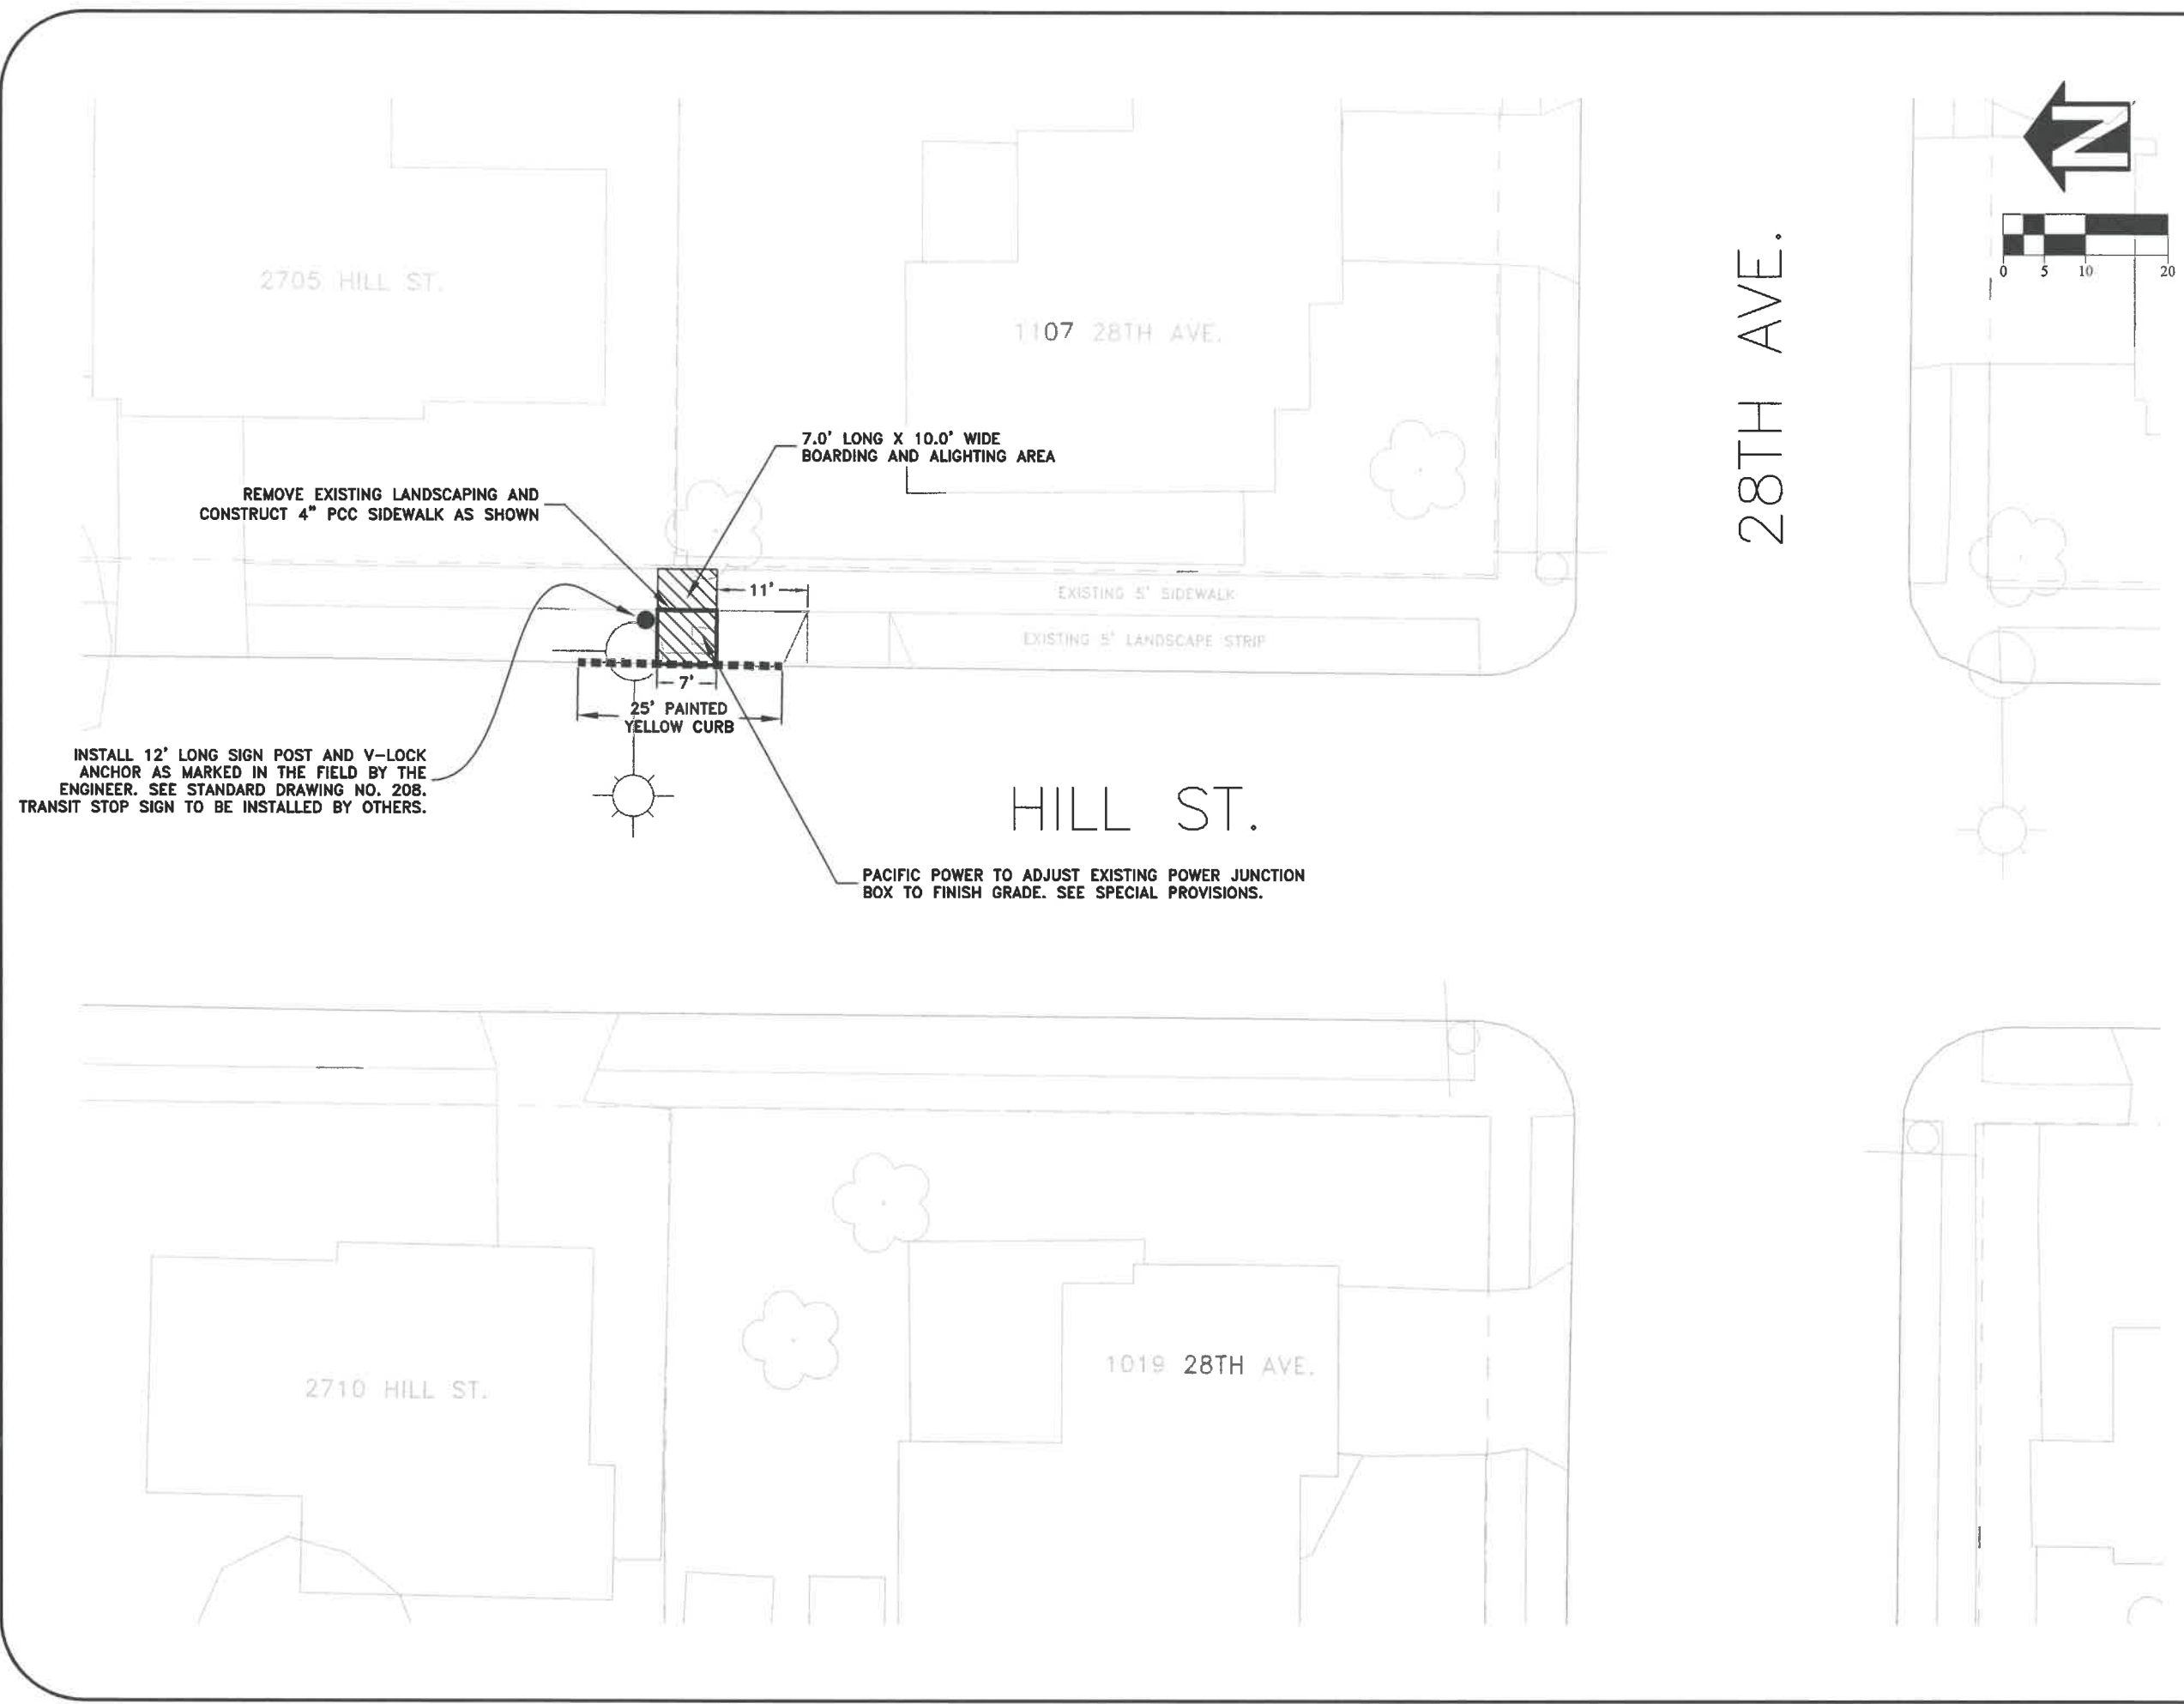 N
0 5 10 20
28TH AVE.
2705 HILL ST.
1107 28TH AVE.
7.0' LONG X 10.0' WIDE
BOARDING AND ALIGHTING AREA
REMOVE EXISTING LANDSCAPING AND
CONSTRUCT 4" PCC SIDEWALK AS SHOWN
11'
EXISTING 5' SIDEWALK
EXISTING 5' LANDSCAPE STRIP
7'
25' PAINTED
YELLOW CURB
INSTALL 12' LONG SIGN POST AND V-LOCK
ANCHOR AS MARKED IN THE FIELD BY THE
ENGINEER. SEE STANDARD DRAWING NO. 208.
TRANSIT STOP SIGN TO BE INSTALLED BY OTHERS.
HILL ST.
PACIFIC POWER TO ADJUST EXISTING POWER JUNCTION
BOX TO FINISH GRADE. SEE SPECIAL PROVISIONS.
2710 HILL ST.
1019 28TH AVE.